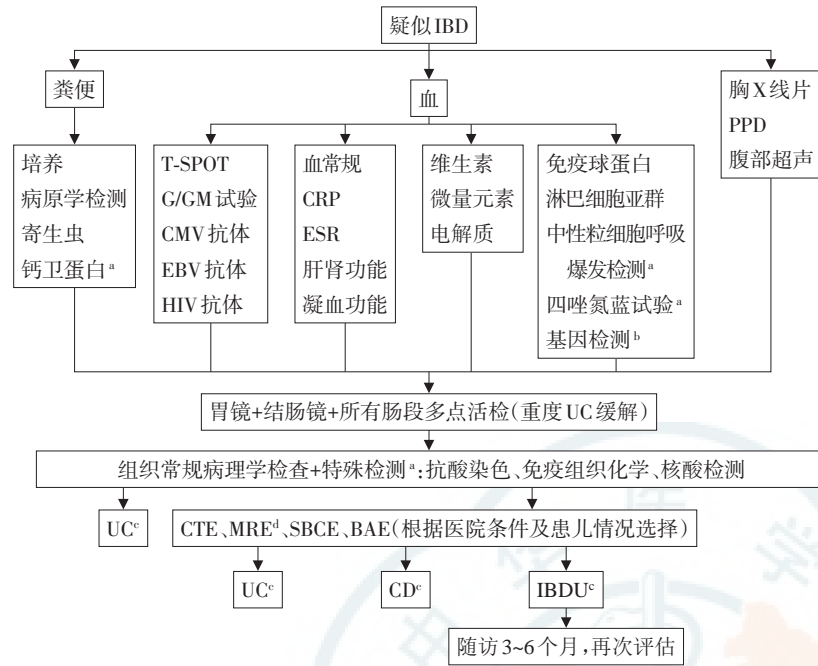 疑似IBD
粪便
血
胸X线片
PPD
腹部超声
培养
病原学检测
寄生虫
钙卫蛋白ᵃ
T-SPOT
G/GM试验
CMV抗体
EBV抗体
HIV抗体
血常规
CRP
ESR
肝肾功能
凝血功能
维生素
微量元素
电解质
免疫球蛋白
淋巴细胞亚群
中性粒细胞呼吸
爆发检测ᵃ
四唑氮蓝试验ᵃ
基因检测ᵇ
胃镜+结肠镜+所有肠段多点活检(重度UC缓解)
组织常规病理学检查+特殊检测ᵃ:抗酸染色、免疫组织化学、核酸检测
UCᶜ
CTE、MREᵈ、SBCE、BAE(根据医院条件及患儿情况选择)
UCᶜ
CDᶜ
IBDUᶜ
随访3~6个月,再次评估
中华医学